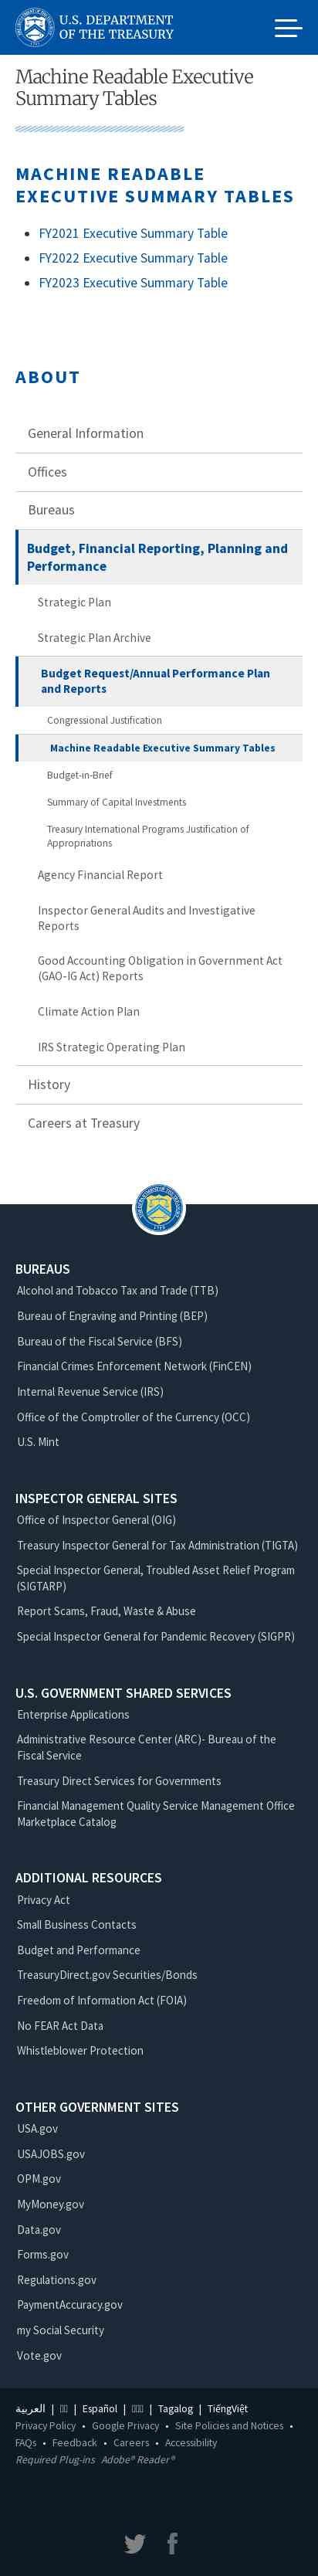 U.S. DEPARTMENT
OF THE TREASURY
Machine Readable Executive
Summary Tables
MACHINE READABLE
EXECUTIVE SUMMARY TABLES
• FY2021 Executive Summary Table
• FY2022 Executive Summary Table
• FY2023 Executive Summary Table
ABOUT
General Information
Offices
Bureaus
Budget, Financial Reporting, Planning and
Performance
Strategic Plan
Strategic Plan Archive
Budget Request/Annual Performance Plan
and Reports
Congressional Justification
Machine Readable Executive Summary Tables
Budget-in-Brief
Summary of Capital Investments
Treasury International Programs Justification of
Appropriations
Agency Financial Report
Inspector General Audits and Investigative
Reports
Good Accounting Obligation in Government Act
(GAO-IG Act) Reports
Climate Action Plan
IRS Strategic Operating Plan
History
Careers at Treasury
BUREAUS
Alcohol and Tobacco Tax and Trade (TTB)
Bureau of Engraving and Printing (BEP)
Bureau of the Fiscal Service (BFS)
Financial Crimes Enforcement Network (FinCEN)
Internal Revenue Service (IRS)
Office of the Comptroller of the Currency (OCC)
U.S. Mint
INSPECTOR GENERAL SITES
Office of Inspector General (OIG)
Treasury Inspector General for Tax Administration (TIGTA)
Special Inspector General, Troubled Asset Relief Program
(SIGTARP)
Report Scams, Fraud, Waste & Abuse
Special Inspector General for Pandemic Recovery (SIGPR)
U.S. GOVERNMENT SHARED SERVICES
Enterprise Applications
Administrative Resource Center (ARC)- Bureau of the
Fiscal Service
Treasury Direct Services for Governments
Financial Management Quality Service Management Office
Marketplace Catalog
ADDITIONAL RESOURCES
Privacy Act
Small Business Contacts
Budget and Performance
TreasuryDirect.gov Securities/Bonds
Freedom of Information Act (FOIA)
No FEAR Act Data
Whistleblower Protection
OTHER GOVERNMENT SITES
USA.gov
USAJOBS.gov
OPM.gov
MyMoney.gov
Data.gov
Forms.gov
Regulations.gov
PaymentAccuracy.gov
my Social Security
Vote.gov
العربية | | Español | | Tagalog | TiếngViệt
Privacy Policy • Google Privacy • Site Policies and Notices •
FAQs • Feedback • Careers • Accessibility
Required Plug-ins Adobe® Reader®